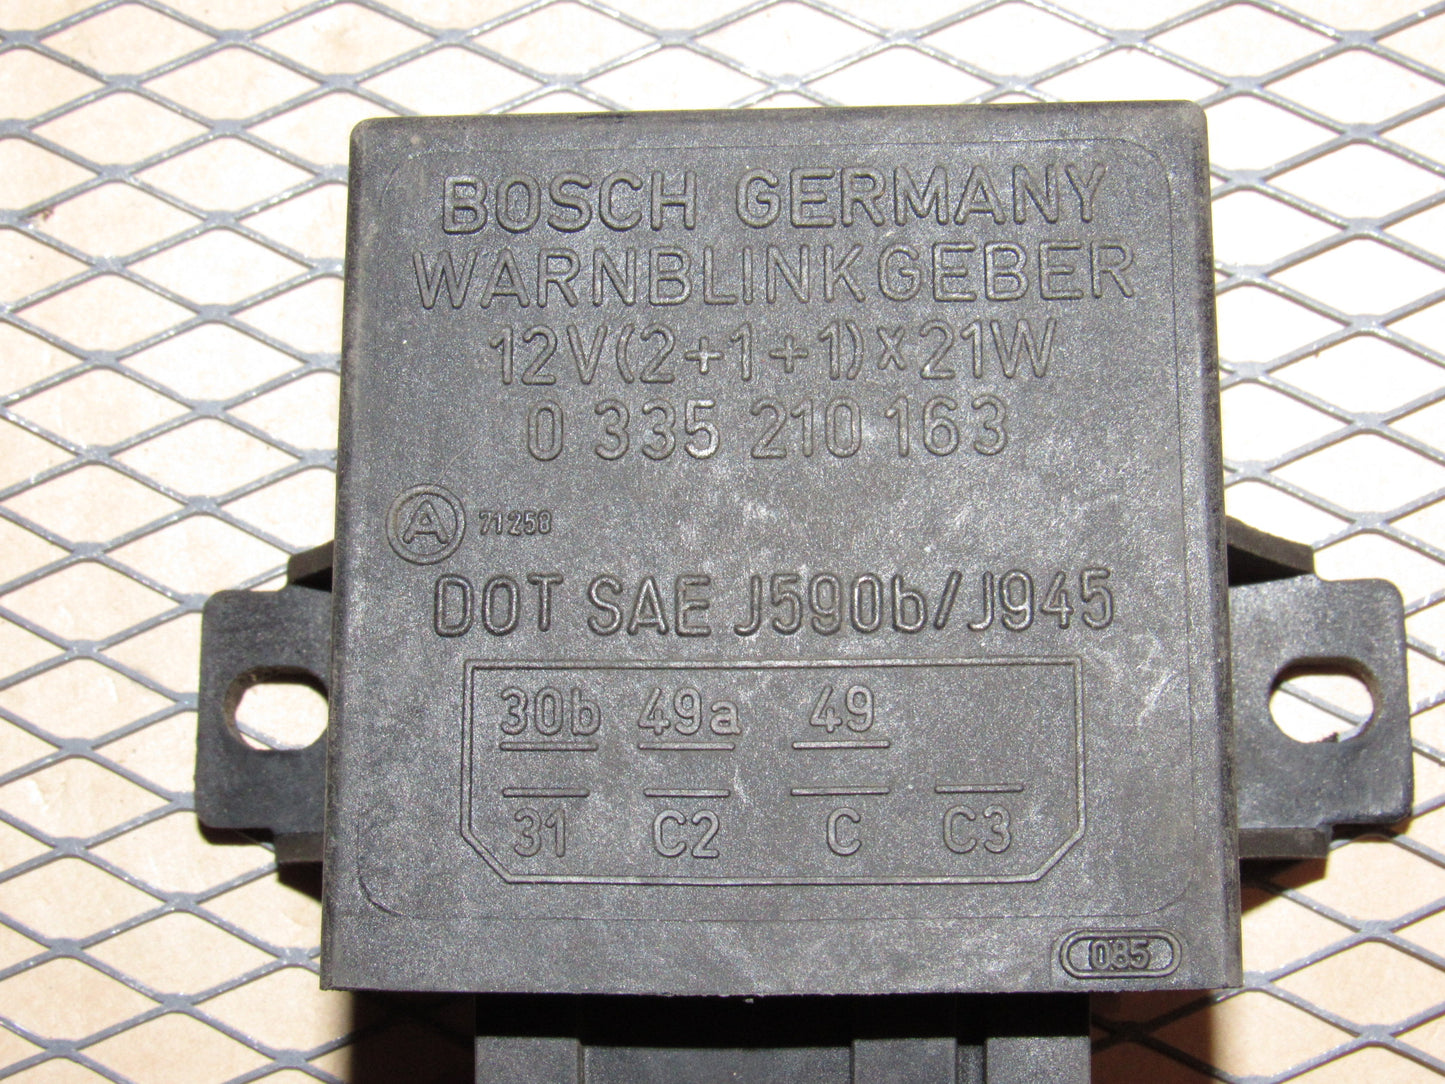 BOSCH GERMANY
WARNBLINKGEBER
12V(2+1+1)x21W
0 335 210 163
A 71258
DOT SAE J590b/J945
30b 49a 49
31 C2 C C3
085